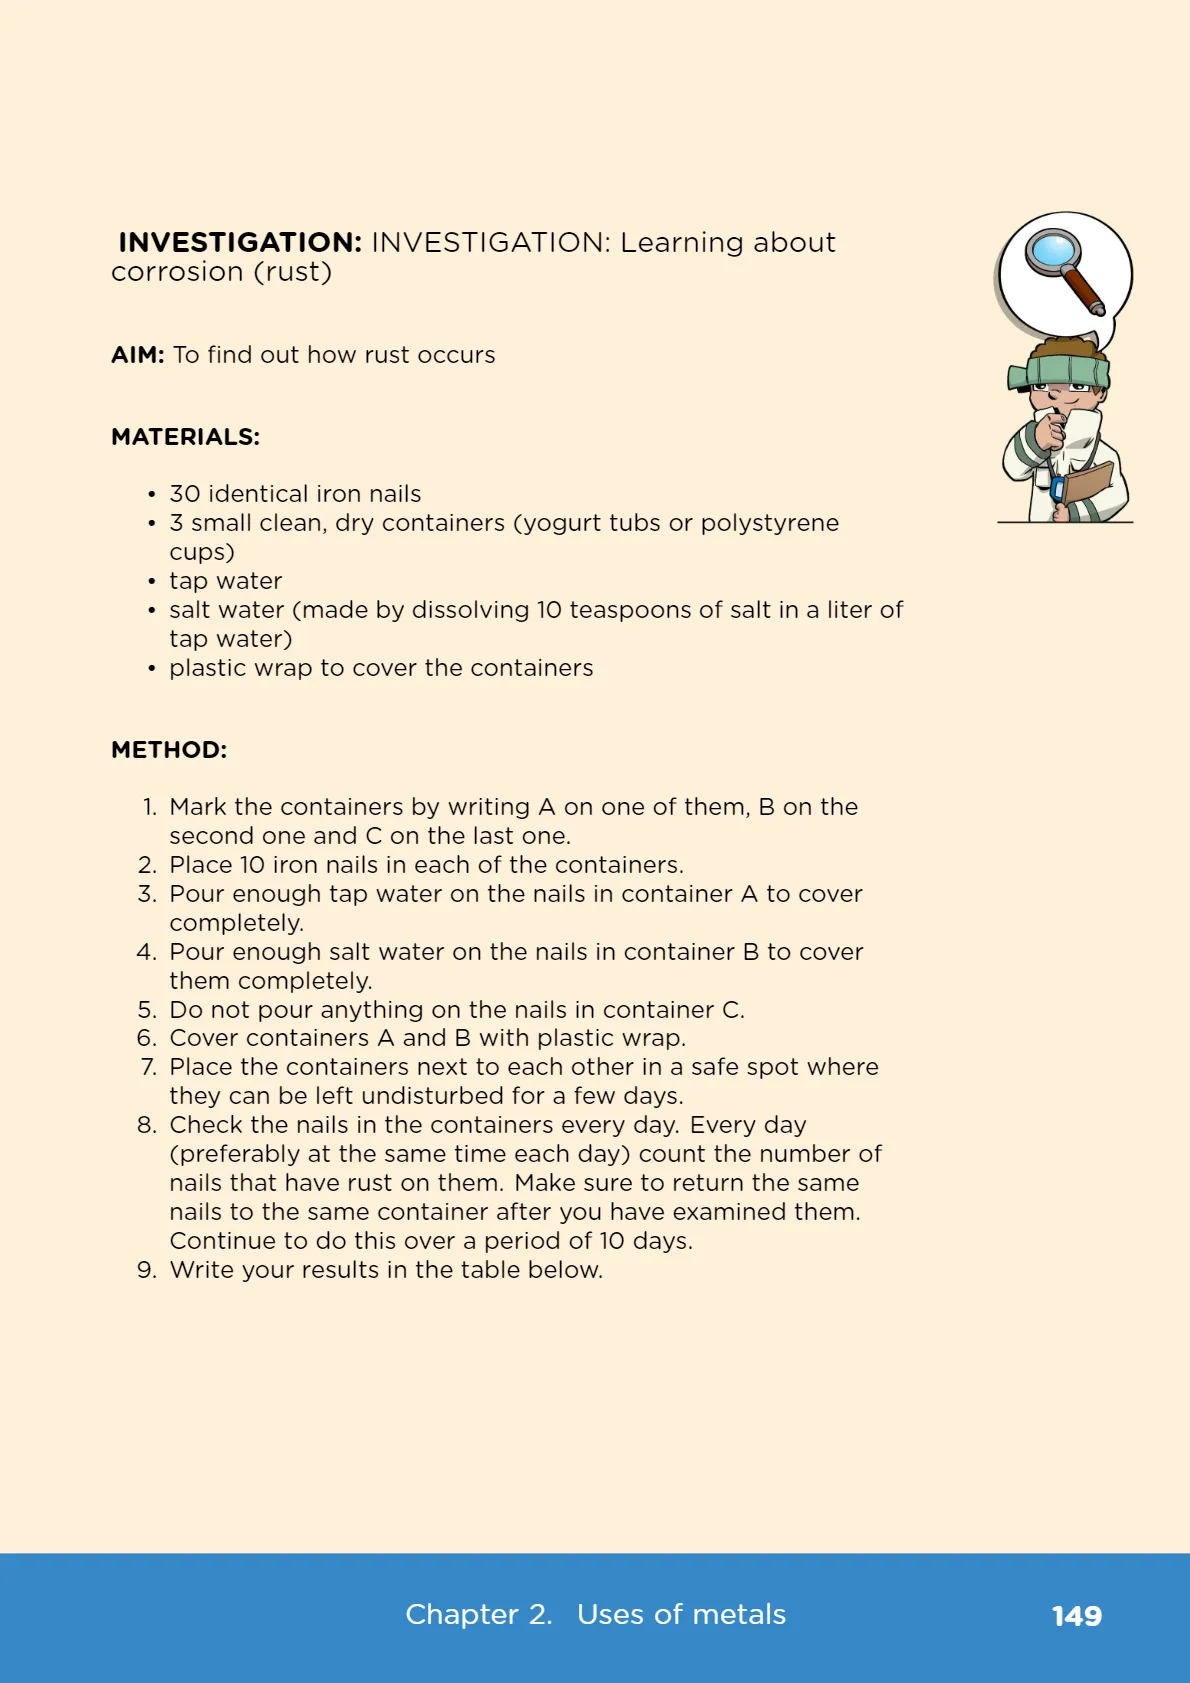 INVESTIGATION: INVESTIGATION: Learning about
corrosion (rust)
AIM: To find out how rust occurs
MATERIALS:
• 30 identical iron nails
• 3 small clean, dry containers (yogurt tubs or polystyrene
cups)
• tap water
• salt water (made by dissolving 10 teaspoons of salt in a liter of
tap water)
• plastic wrap to cover the containers
METHOD:
1. Mark the containers by writing A on one of them, B on the
second one and C on the last one.
2. Place 10 iron nails in each of the containers.
3. Pour enough tap water on the nails in container A to cover
completely.
4. Pour enough salt water on the nails in container B to cover
them completely.
5. Do not pour anything on the nails in container C.
6. Cover containers A and B with plastic wrap.
7. Place the containers next to each other in a safe spot where
they can be left undisturbed for a few days.
8. Check the nails in the containers every day. Every day
(preferably at the same time each day) count the number of
nails that have rust on them. Make sure to return the same
nails to the same container after you have examined them.
Continue to do this over a period of 10 days.
9. Write your results in the table below.
Chapter 2. Uses of metals
149